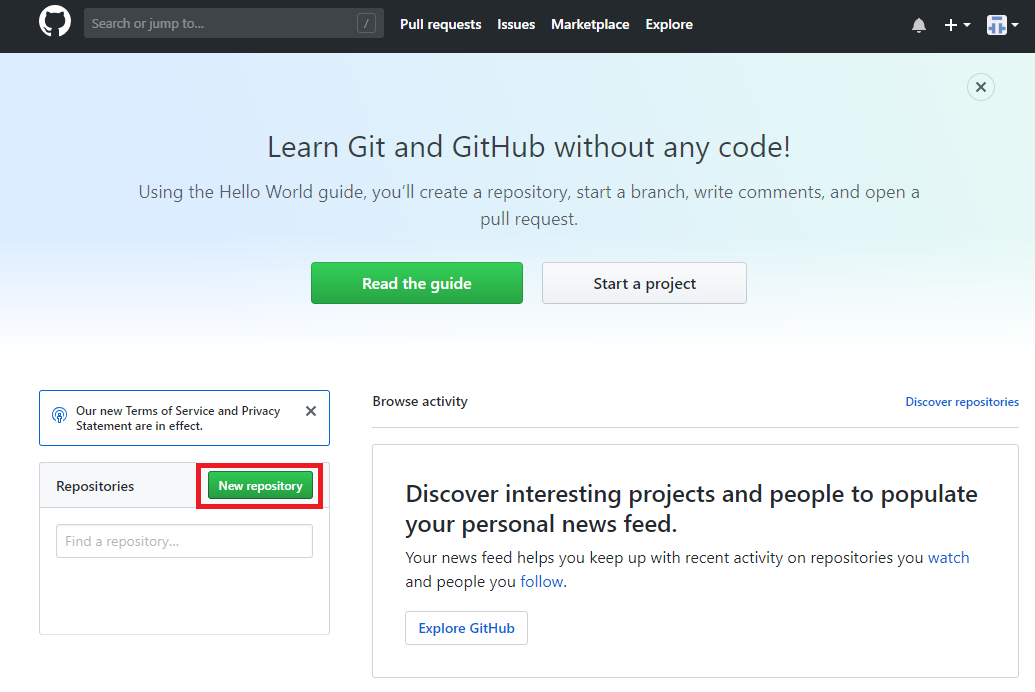 Search or jump to... /
Pull requests Issues Marketplace Explore
Learn Git and GitHub without any code!
Using the Hello World guide, you’ll create a repository, start a branch, write comments, and open a
pull request.
Read the guide
Start a project
Our new Terms of Service and Privacy
Statement are in effect.
Repositories
New repository
Find a repository...
Browse activity
Discover repositories
Discover interesting projects and people to populate
your personal news feed.
Your news feed helps you keep up with recent activity on repositories you watch
and people you follow.
Explore GitHub